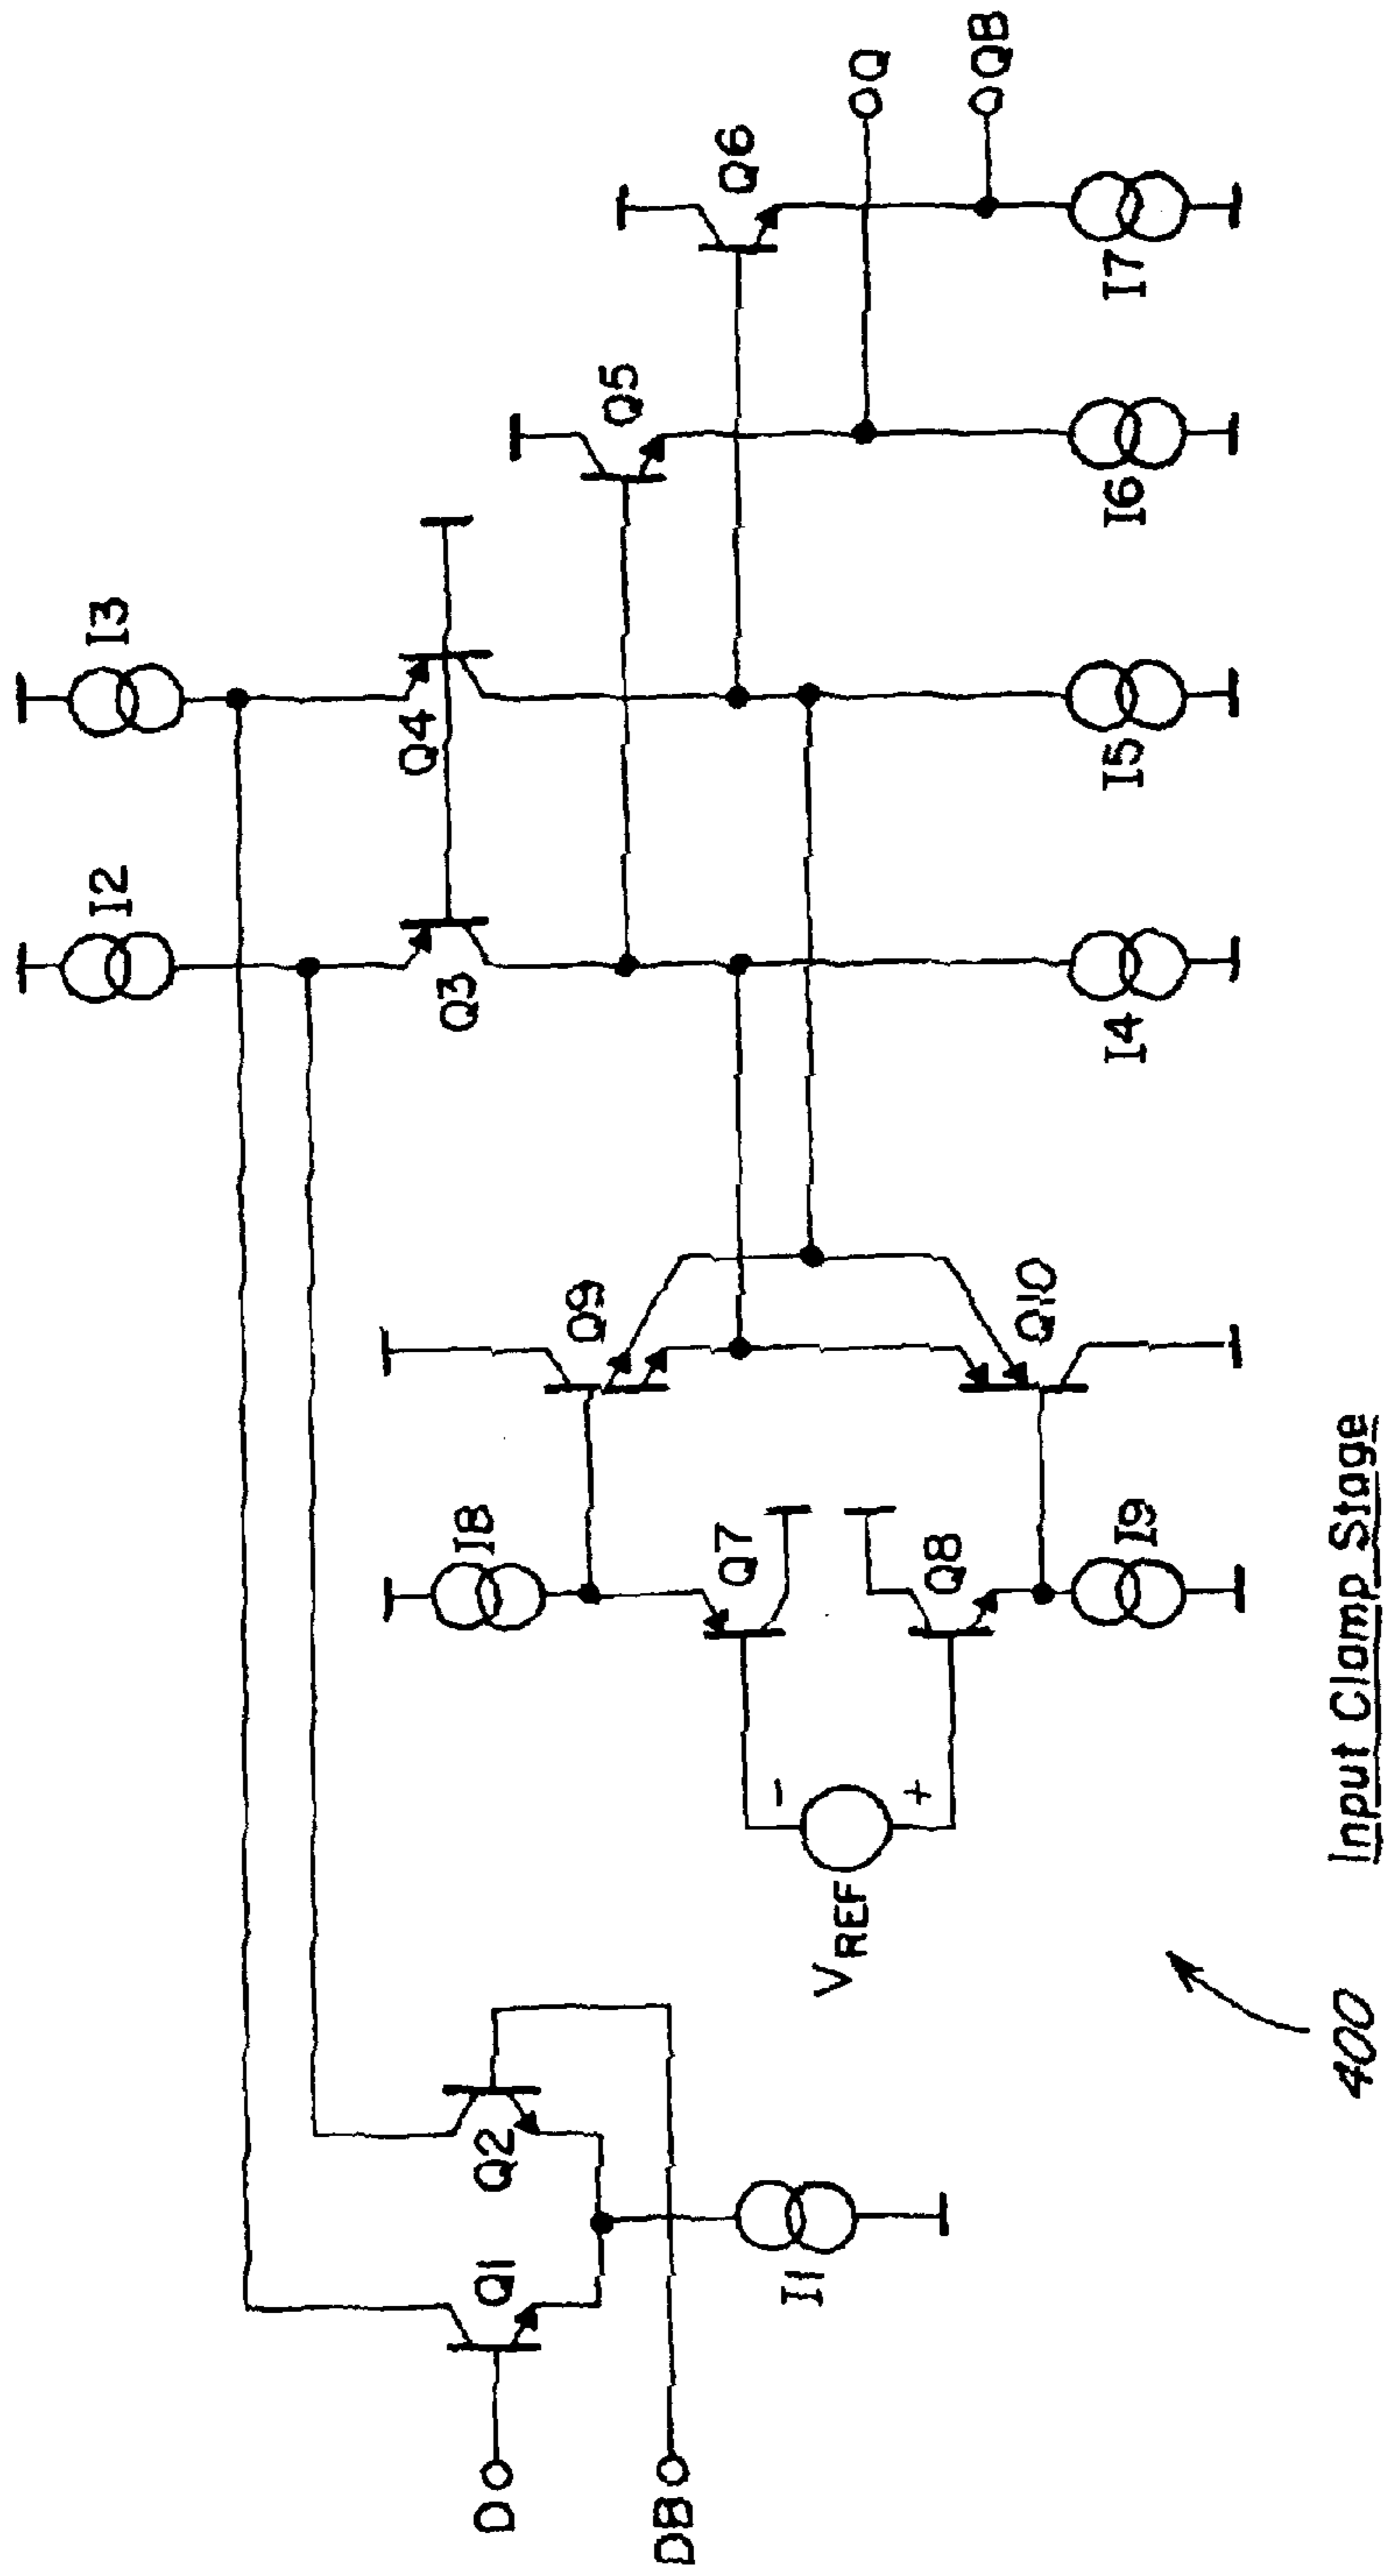 I2
I3
Q4
Q3
Q5
Q6
Q
QB
I8
Q9
Q7
Q8
Q10
I9
VREF
-
+
Q1
Q2
D
DB
I1
I4
I5
I6
I7
400
Input Clamp Stage